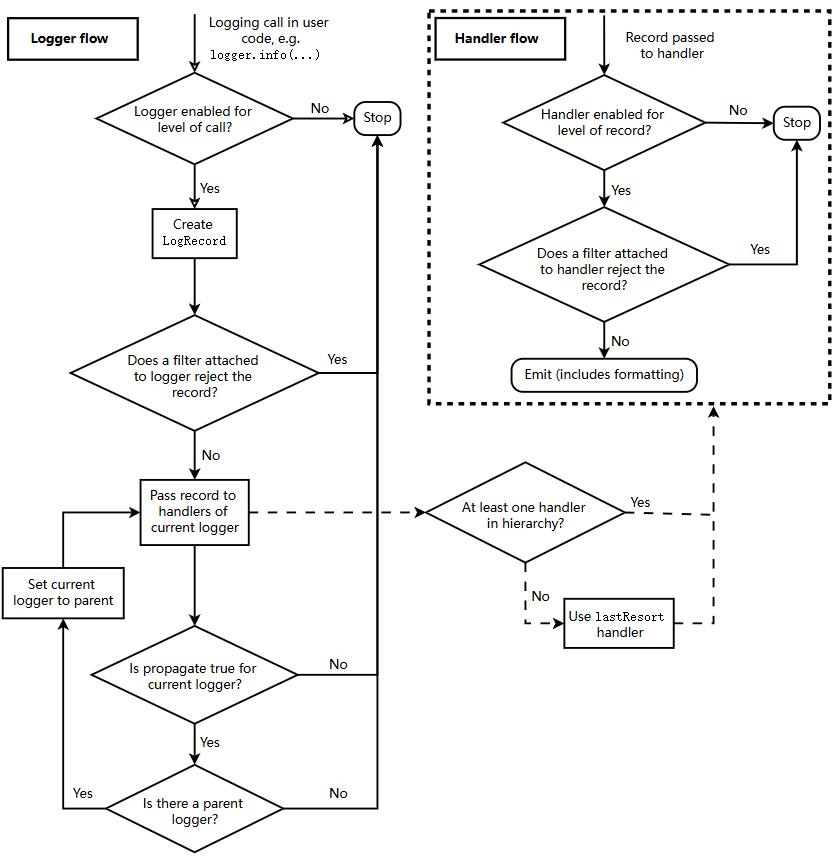 Logger flow
Logging call in user
code, e.g.
logger.info(...)
Logger enabled for
level of call?
No
Stop
Yes
Create
LogRecord
Does a filter attached
to logger reject the
record?
Yes
No
Pass record to
handlers of
current logger
Set current
logger to parent
Is propagate true for
current logger?
No
Yes
Is there a parent
logger?
Yes
No
At least one handler
in hierarchy?
Yes
No
Use lastResort
handler
Handler flow
Record passed
to handler
Handler enabled for
level of record?
No
Stop
Yes
Does a filter attached
to handler reject the
record?
Yes
No
Emit (includes formatting)